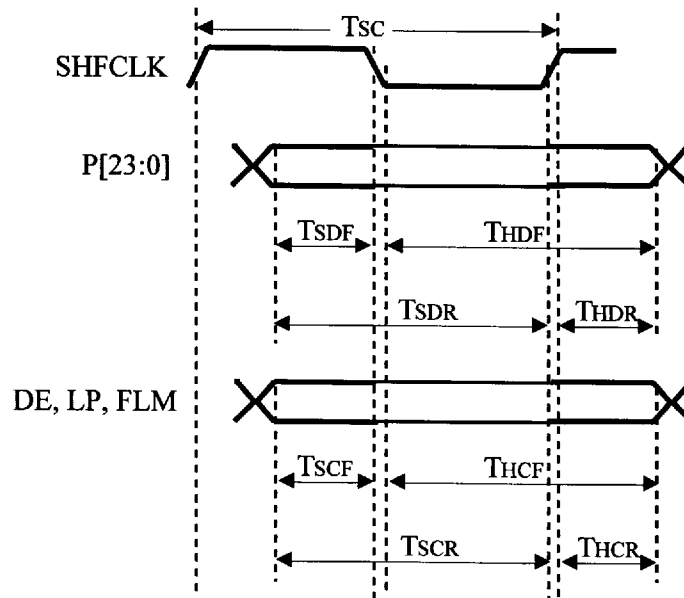 TSC
SHFCLK
P[23:0]
TSDF
THDF
TSDR
THDR
DE, LP, FLM
TSCF
THCF
TSCR
THCR